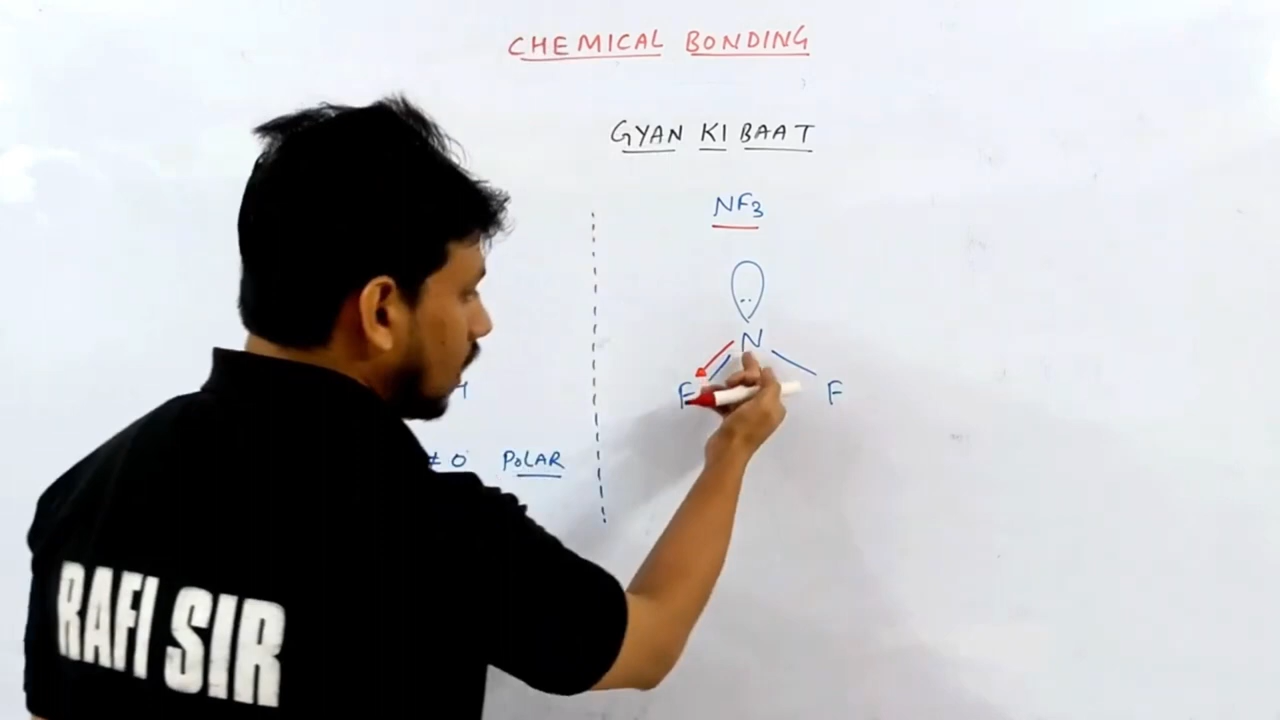 CHEMICAL BONDING
GYAN KI BAAT
NF3
N
F F
≠ 0 POLAR
RAFI SIR